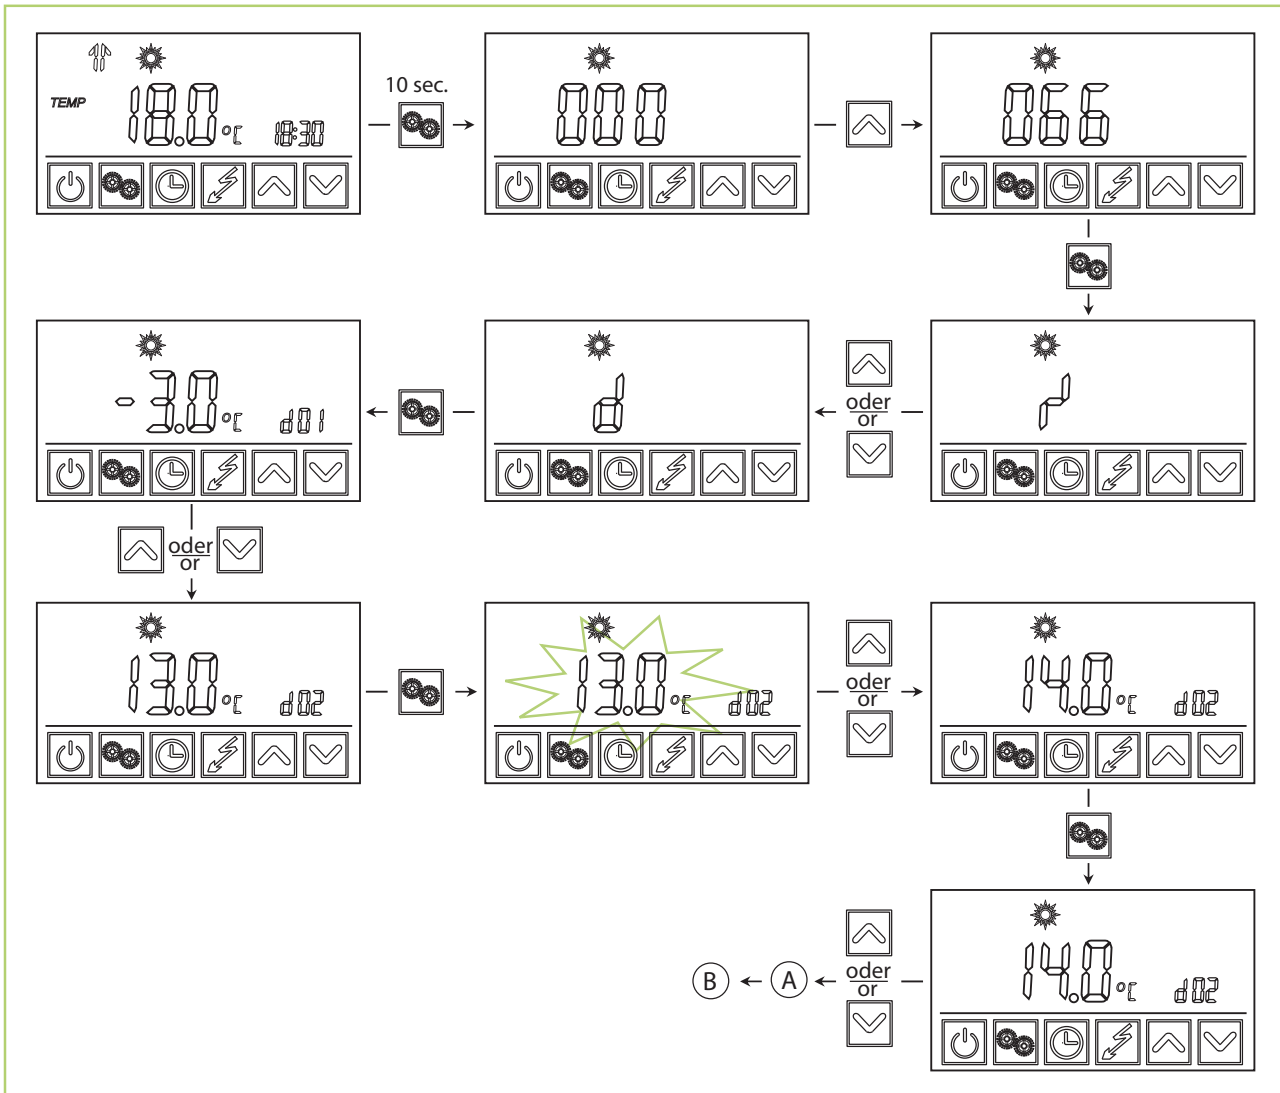 TEMP
18.0 °C
18:30
10 sec.
000
066
r
oder
or
d
-3.0 °C
d01
oder
or
13.0 °C
d02
13.0 °C
d02
oder
or
14.0 °C
d02
14.0 °C
d02
oder
or
A
B